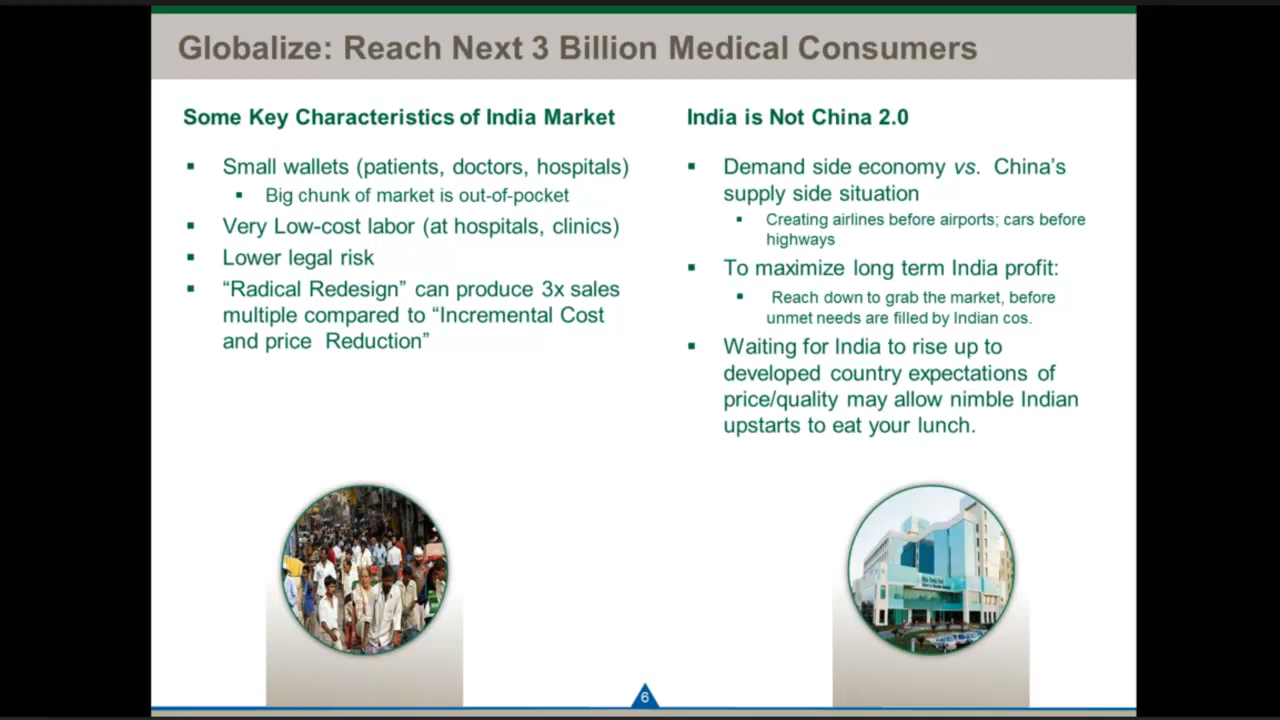 Globalize: Reach Next 3 Billion Medical Consumers
Some Key Characteristics of India Market
Small wallets (patients, doctors, hospitals)
Big chunk of market is out-of-pocket
Very Low-cost labor (at hospitals, clinics)
Lower legal risk
“Radical Redesign” can produce 3x sales
multiple compared to “Incremental Cost
and price Reduction”
India is Not China 2.0
Demand side economy vs. China’s
supply side situation
Creating airlines before airports; cars before
highways
To maximize long term India profit:
Reach down to grab the market, before
unmet needs are filled by Indian cos.
Waiting for India to rise up to
developed country expectations of
price/quality may allow nimble Indian
upstarts to eat your lunch.
6